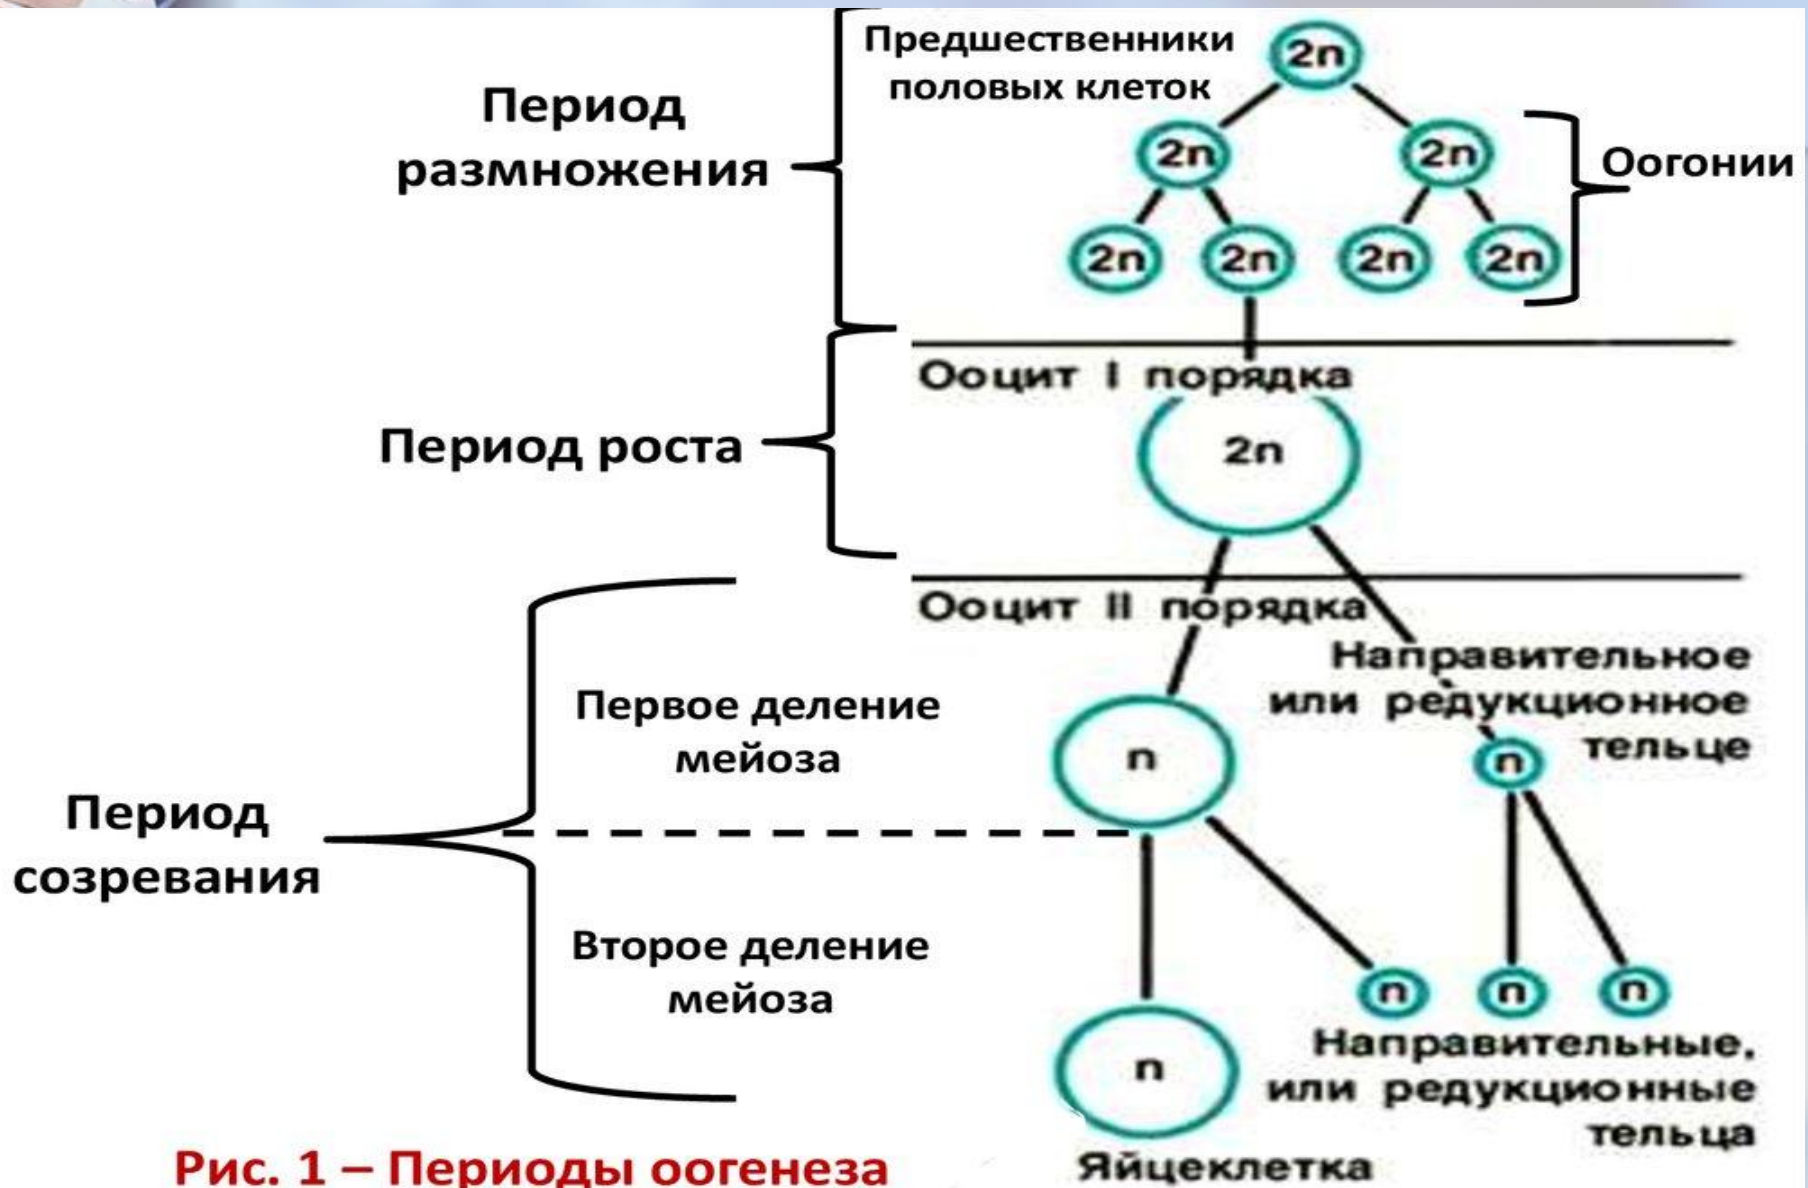 Предшественники
половых клеток
2n
Период
размножения
2n
2n
Оогонии
2n
2n
2n
2n
Ооцит I порядка
Период роста
2n
Ооцит II порядка
Направительное
или редукционное
тельце
Первое деление
мейоза
n
n
Период
созревания
Второе деление
мейоза
n
n
n
n
Направительные,
или редукционные
тельца
Яйцеклетка
Рис. 1 – Периоды оогенеза